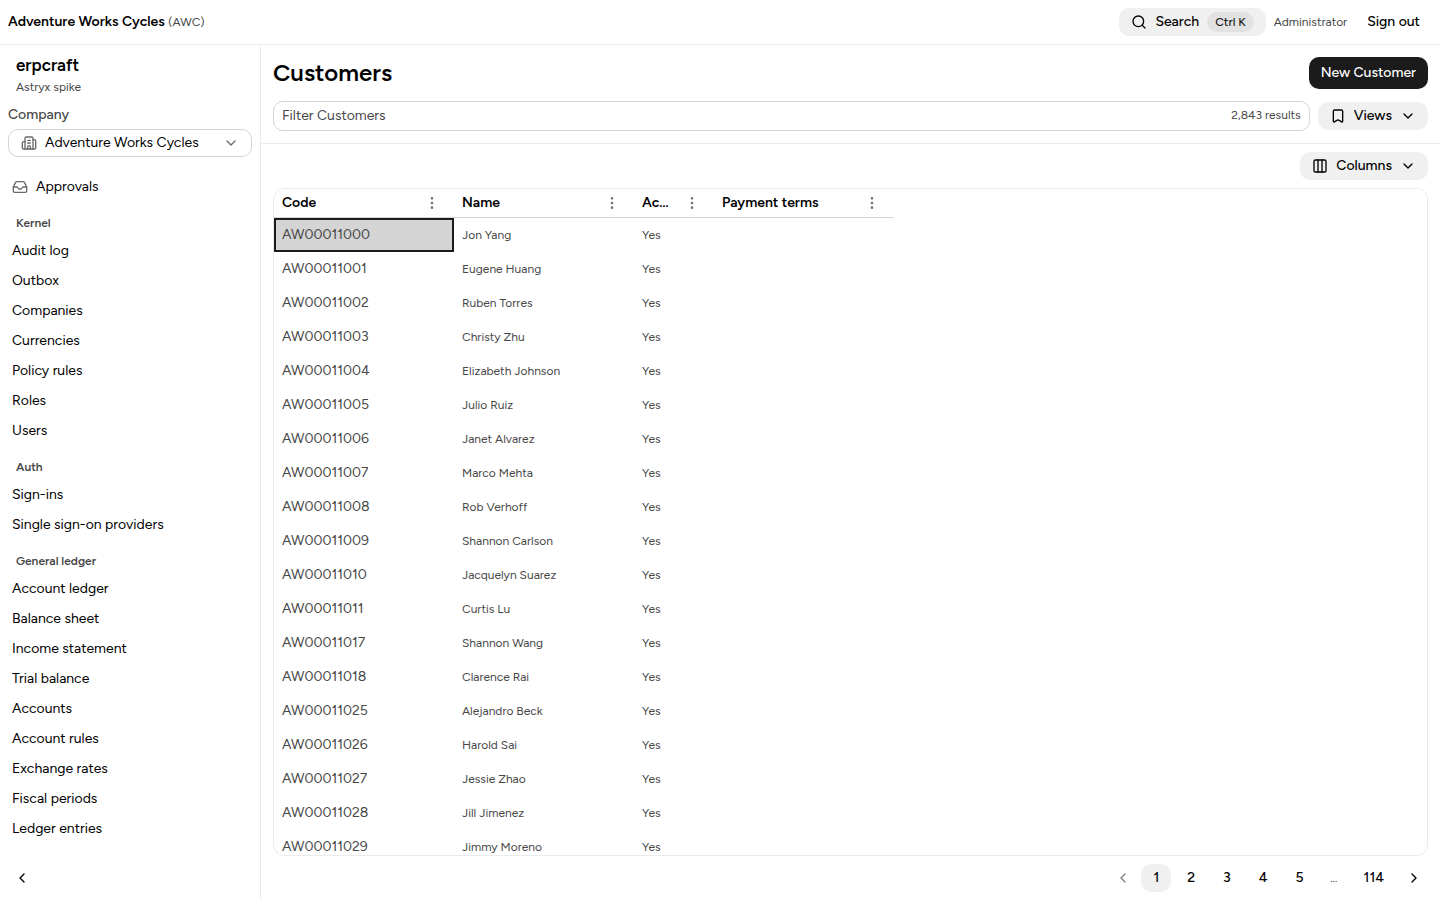 Adventure Works Cycles (AWC)
Search Ctrl K Administrator Sign out
erpcraft
Astryx spike
Company
Adventure Works Cycles
Approvals
Kernel
Audit log
Outbox
Companies
Currencies
Policy rules
Roles
Users
Auth
Sign-ins
Single sign-on providers
General ledger
Account ledger
Balance sheet
Income statement
Trial balance
Accounts
Account rules
Exchange rates
Fiscal periods
Ledger entries
Customers
New Customer
Filter Customers 2,843 results Views
Columns
Code Name Ac... Payment terms
AW00011000 Jon Yang Yes
AW00011001 Eugene Huang Yes
AW00011002 Ruben Torres Yes
AW00011003 Christy Zhu Yes
AW00011004 Elizabeth Johnson Yes
AW00011005 Julio Ruiz Yes
AW00011006 Janet Alvarez Yes
AW00011007 Marco Mehta Yes
AW00011008 Rob Verhoff Yes
AW00011009 Shannon Carlson Yes
AW00011010 Jacquelyn Suarez Yes
AW00011011 Curtis Lu Yes
AW00011017 Shannon Wang Yes
AW00011018 Clarence Rai Yes
AW00011025 Alejandro Beck Yes
AW00011026 Harold Sai Yes
AW00011027 Jessie Zhao Yes
AW00011028 Jill Jimenez Yes
AW00011029 Jimmy Moreno Yes
1 2 3 4 5 ... 114